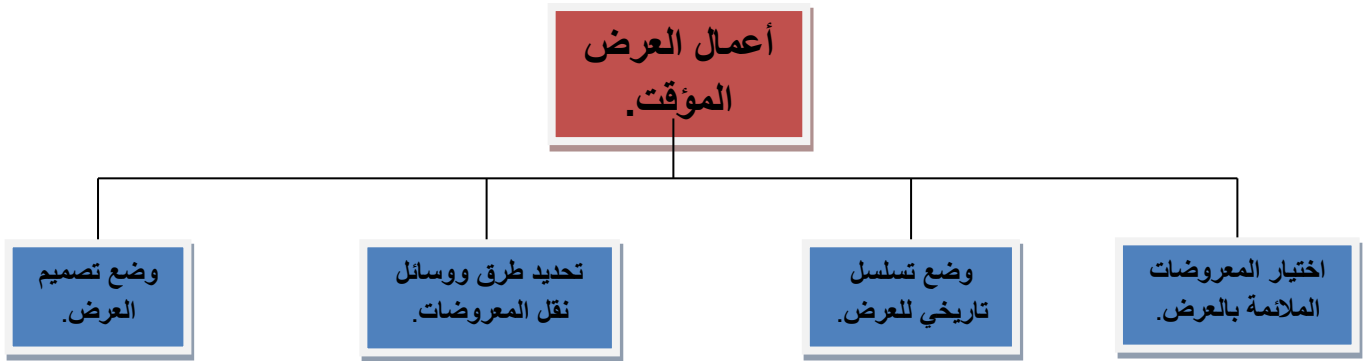 أعمال العرض
المؤقت.
اختيار المعروضات
الملائمة بالعرض.
وضع تسلسل
تاريخي للعرض.
تحديد طرق ووسائل
نقل المعروضات.
وضع تصميم
العرض.